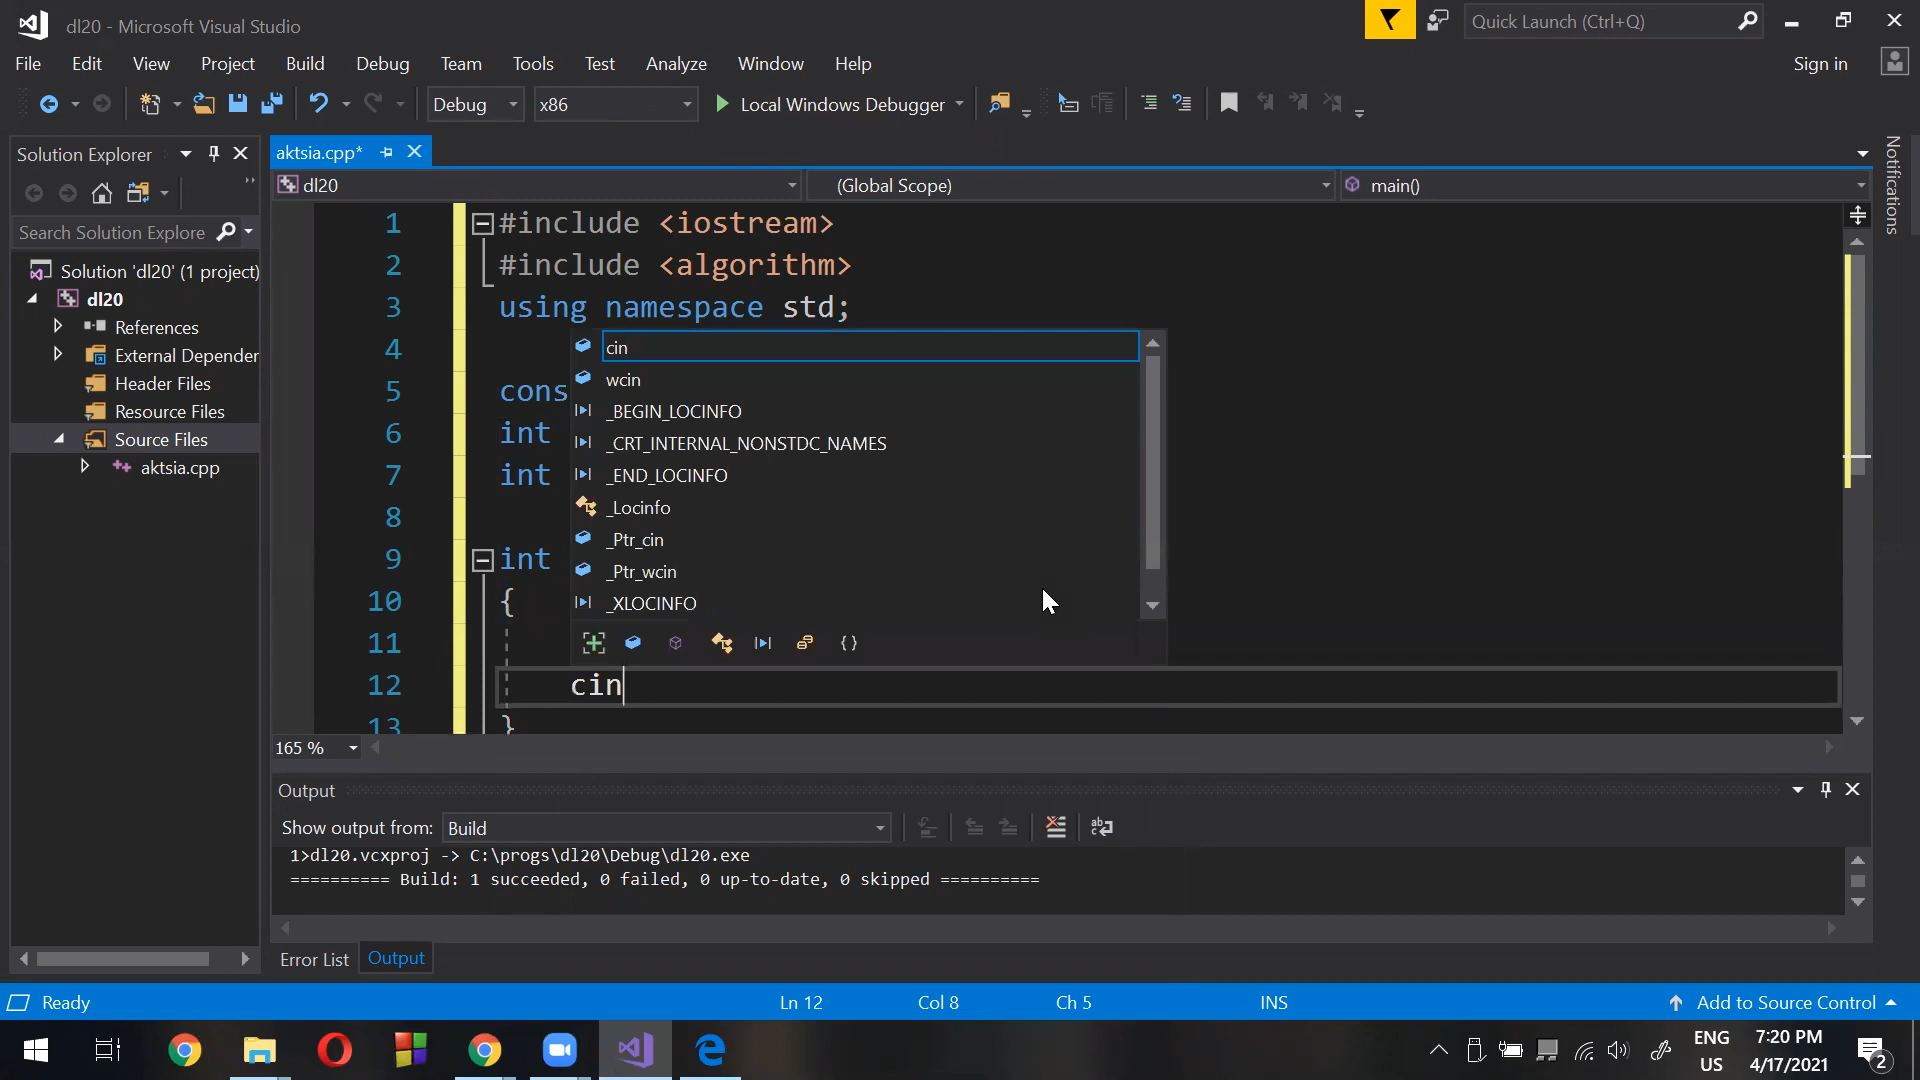 dl20 - Microsoft Visual Studio
Quick Launch (Ctrl+Q)
File Edit View Project Build Debug Team Tools Test Analyze Window Help
Sign in
Debug x86 Local Windows Debugger
Solution Explorer
Search Solution Explore
Solution 'dl20' (1 project)
dl20
References
External Depender
Header Files
Resource Files
Source Files
aktsia.cpp
aktsia.cpp*
dl20 (Global Scope) main()
1 #include <iostream>
2 #include <algorithm>
3 using namespace std;
4
5 cons
6 int
7 int
8
9 int
10 {
11
12 cin
13 }
cin
wcin
_BEGIN_LOCINFO
_CRT_INTERNAL_NONSTDC_NAMES
_END_LOCINFO
_Locinfo
_Ptr_cin
_Ptr_wcin
_XLOCINFO
165 %
Notifications
Output
Show output from: Build
1>dl20.vcxproj -> C:\progs\dl20\Debug\dl20.exe
========== Build: 1 succeeded, 0 failed, 0 up-to-date, 0 skipped ==========
Error List Output
Ready Ln 12 Col 8 Ch 5 INS Add to Source Control
ENG
US
7:20 PM
4/17/2021
2